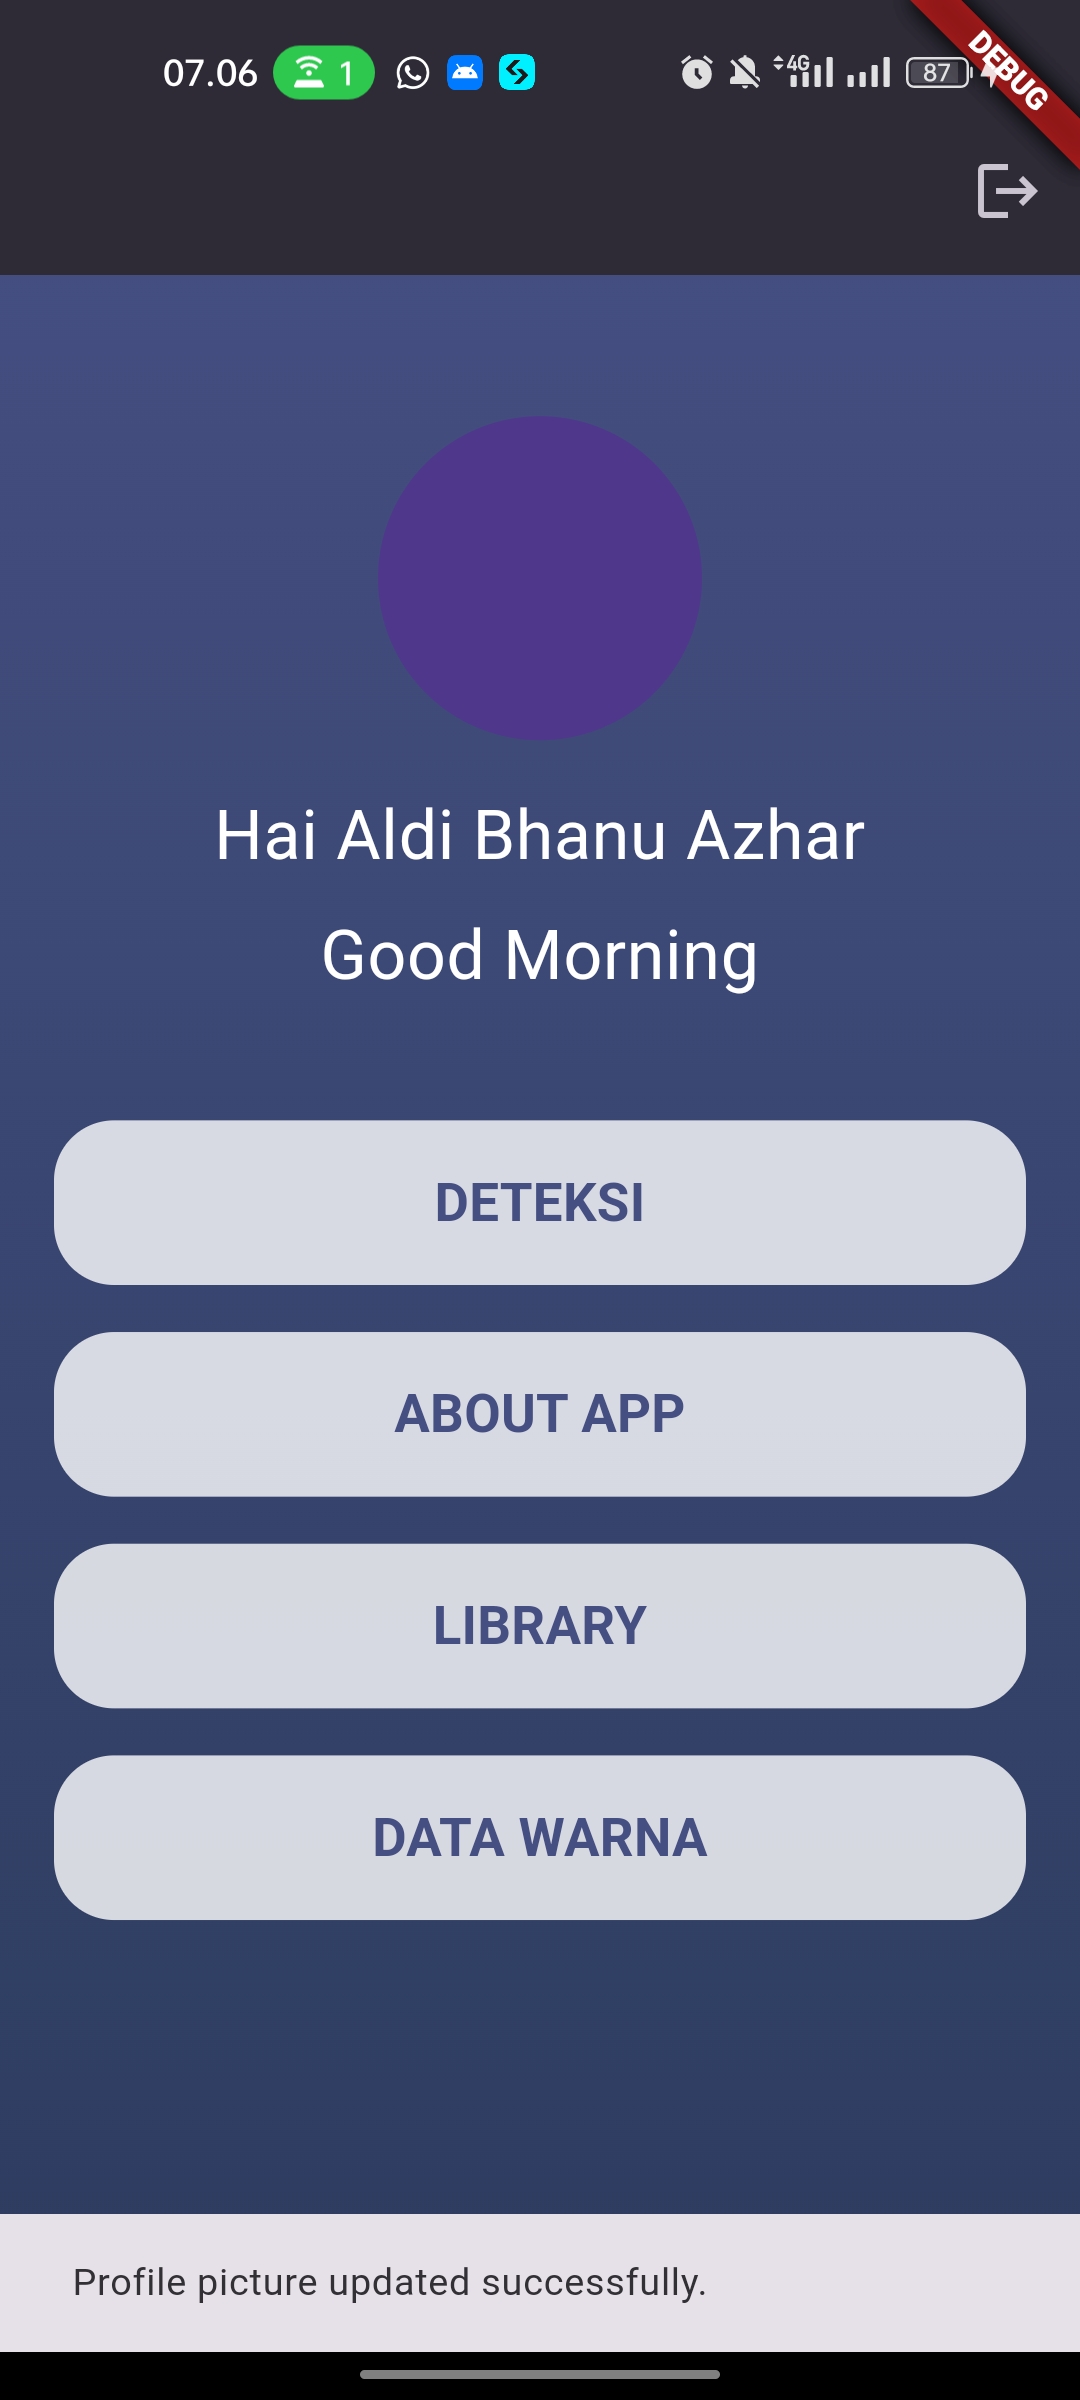 07.06
1
4G
87
DEBUG
Hai Aldi Bhanu Azhar
Good Morning
DETEKSI
ABOUT APP
LIBRARY
DATA WARNA
Profile picture updated successfully.